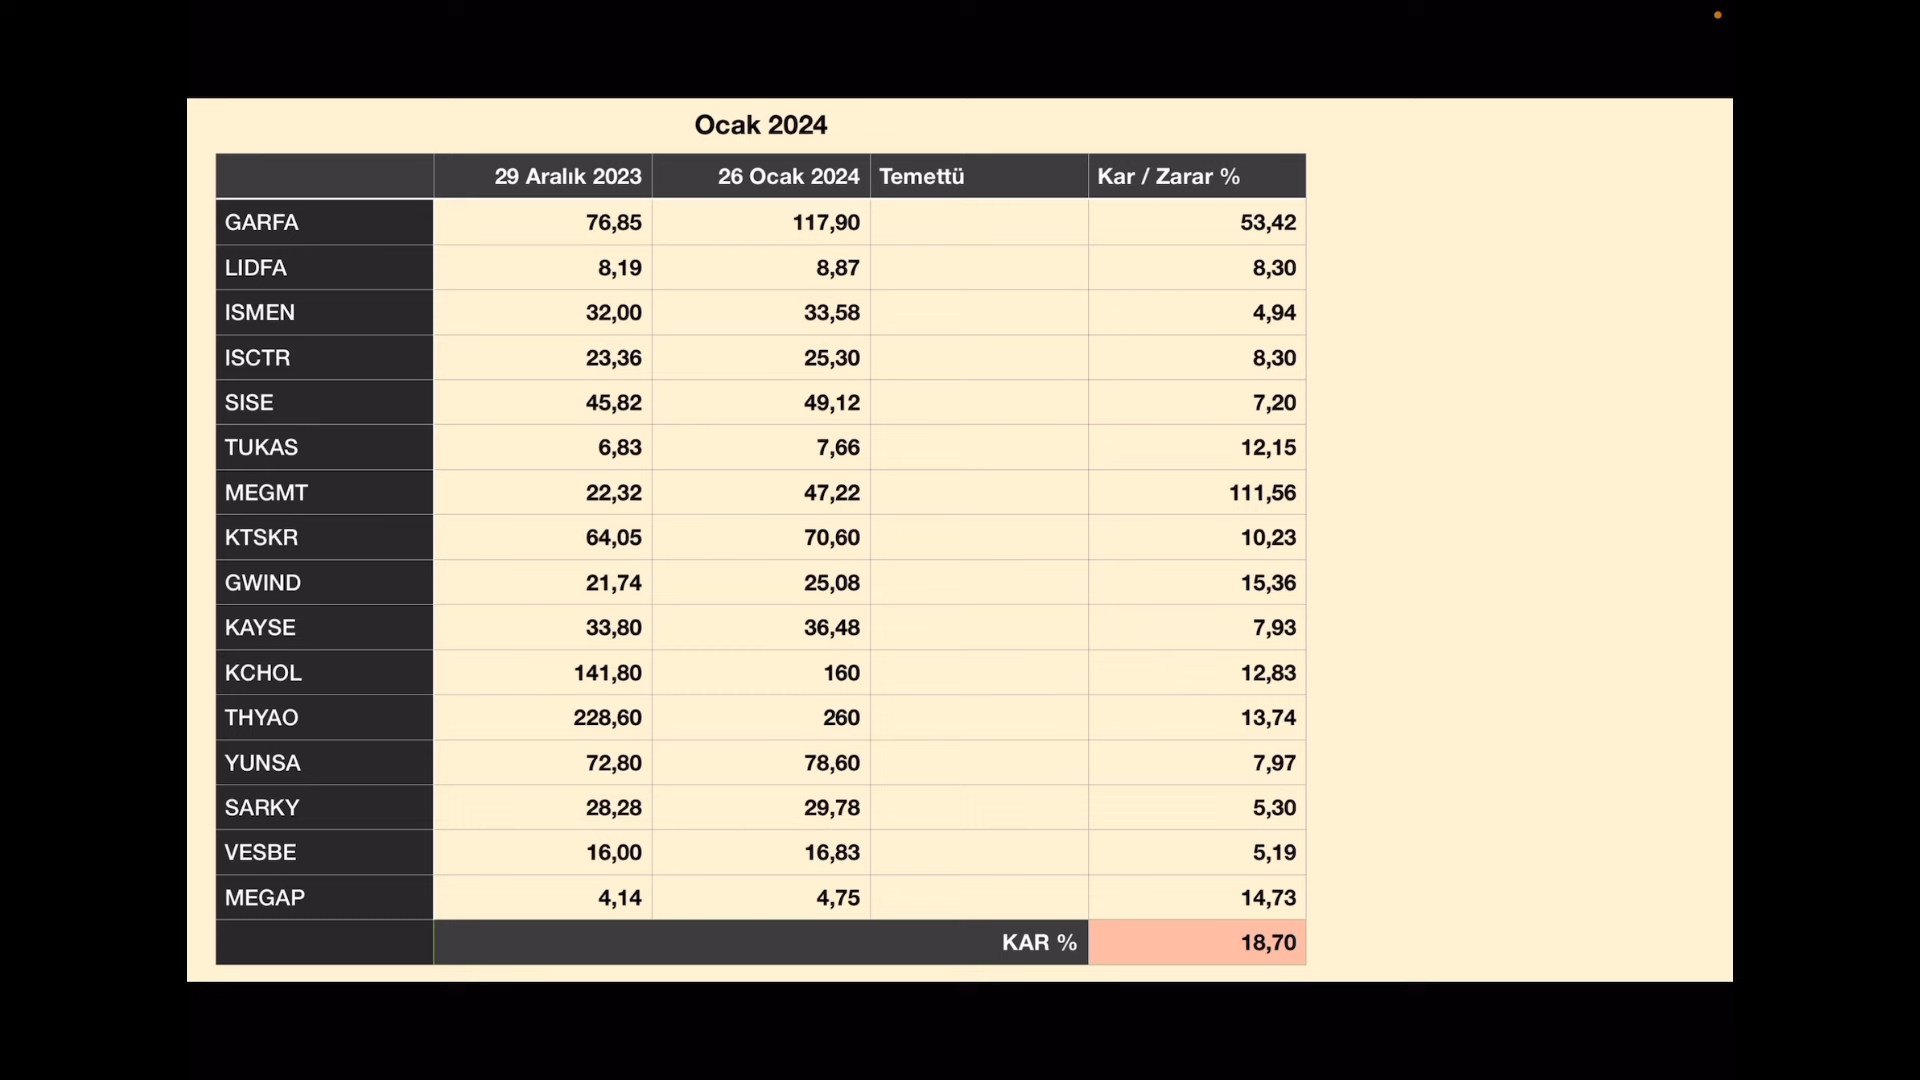 Ocak 2024
29 Aralık 2023 26 Ocak 2024 Temettü Kar / Zarar %
GARFA 76,85 117,90 53,42
LIDFA 8,19 8,87 8,30
ISMEN 32,00 33,58 4,94
ISCTR 23,36 25,30 8,30
SISE 45,82 49,12 7,20
TUKAS 6,83 7,66 12,15
MEGMT 22,32 47,22 111,56
KTSKR 64,05 70,60 10,23
GWIND 21,74 25,08 15,36
KAYSE 33,80 36,48 7,93
KCHOL 141,80 160 12,83
THYAO 228,60 260 13,74
YUNSA 72,80 78,60 7,97
SARKY 28,28 29,78 5,30
VESBE 16,00 16,83 5,19
MEGAP 4,14 4,75 14,73
KAR % 18,70